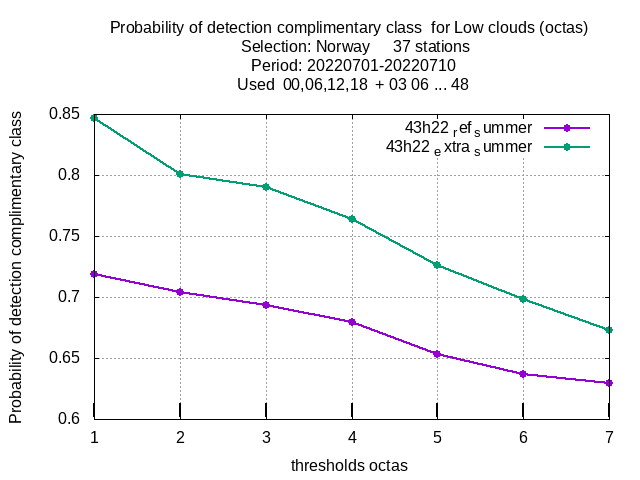 Probability of detection complimentary class  for Low clouds (octas)
Selection: Norway     37 stations
Period: 20220701-20220710
Used  00,06,12,18  + 03 06 ... 48
Probability of detection complimentary class
0.85
0.8
0.75
0.7
0.65
0.6
43h22 ref summer
43h22 extra summer
1 2 3 4 5 6 7
thresholds octas